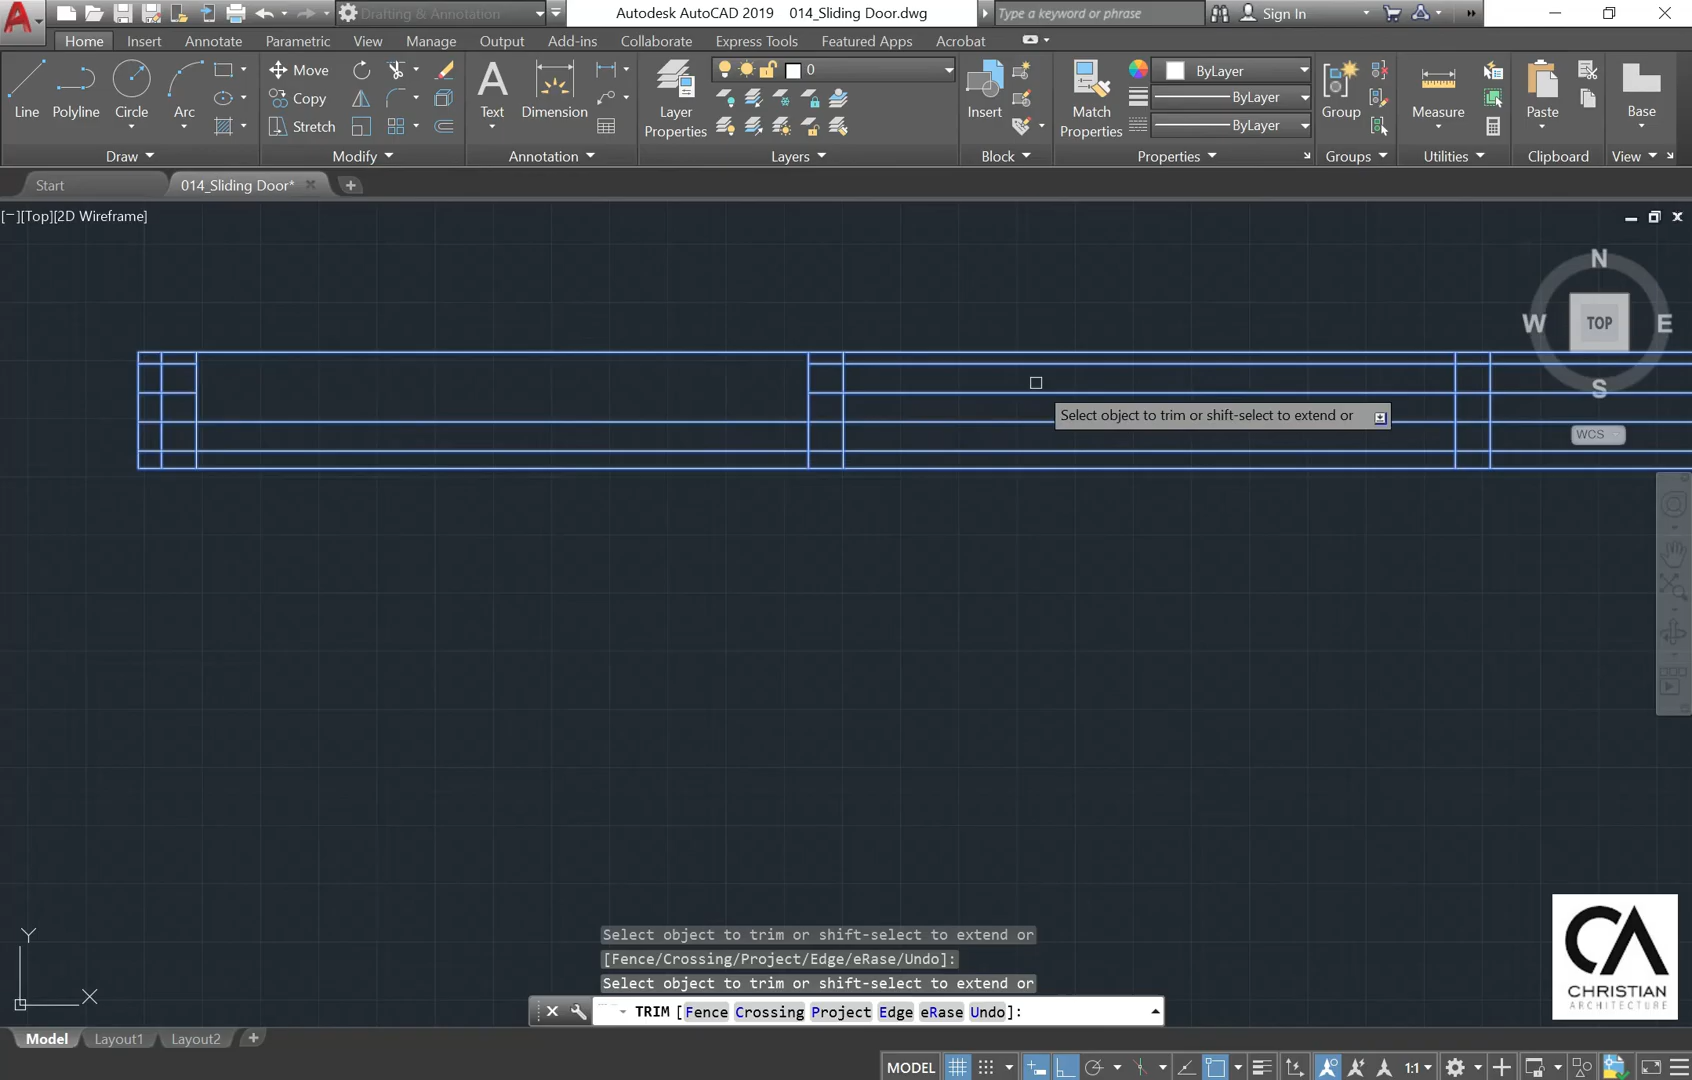 Drafting & Annotation
Autodesk AutoCAD 2019 014_Sliding Door.dwg
Type a keyword or phrase
Sign In
Home Insert Annotate Parametric View Manage Output Add-ins Collaborate Express Tools Featured Apps Acrobat
Line Polyline Circle Arc
Move
Copy
Stretch
Text Dimension
Layer Properties
0
Insert
Match Properties
ByLayer
ByLayer
ByLayer
Group Measure Paste Base
Draw Modify Annotation Layers Block Properties Groups Utilities Clipboard View
Start 014_Sliding Door*
[−][Top][2D Wireframe]
N
W TOP E
S
WCS
Select object to trim or shift-select to extend or
Y
X
Select object to trim or shift-select to extend or
[Fence/Crossing/Project/Edge/eRase/Undo]:
Select object to trim or shift-select to extend or
TRIM [Fence Crossing Project Edge eRase Undo]:
CA
CHRISTIAN
ARCHITECTURE
Model Layout1 Layout2
MODEL 1:1